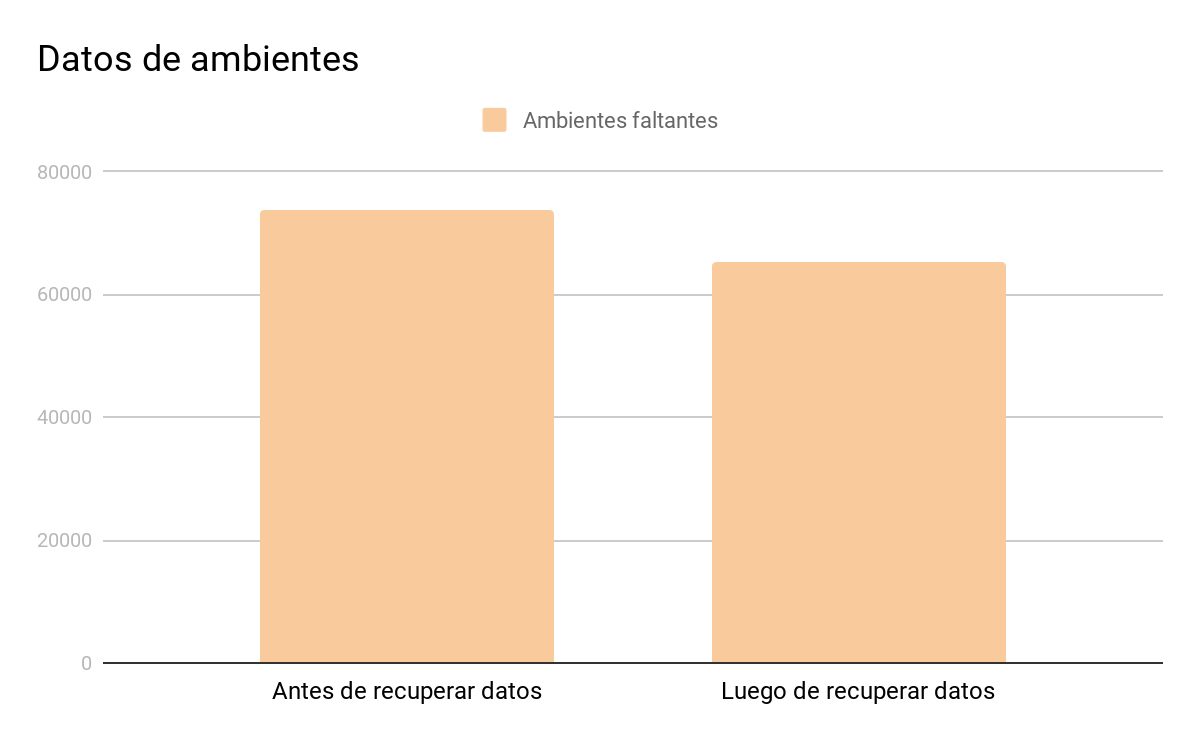 Datos de ambientes
Ambientes faltantes
80000
60000
40000
20000
0
Antes de recuperar datos
Luego de recuperar datos